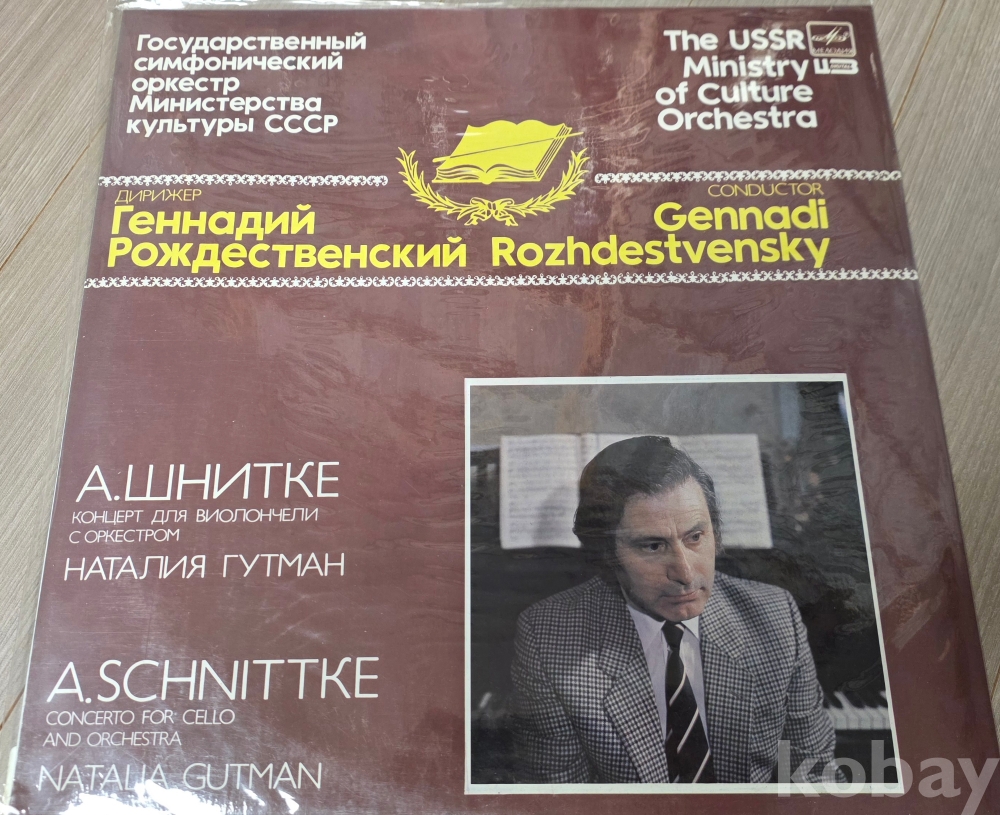 Государственный
симфонический
оркестр
Министерства
культуры СССР
The USSR
Ministry
of Culture
Orchestra
МЕЛОДИЯ
ДИРИЖЕР
Геннадий
Рождественский
CONDUCTOR
Gennadi
Rozhdestvensky
А.ШНИТКЕ
КОНЦЕРТ ДЛЯ ВИОЛОНЧЕЛИ
С ОРКЕСТРОМ
НАТАЛИЯ ГУТМАН
A.SCHNITTKE
CONCERTO FOR CELLO
AND ORCHESTRA
NATALIA GUTMAN
kobay